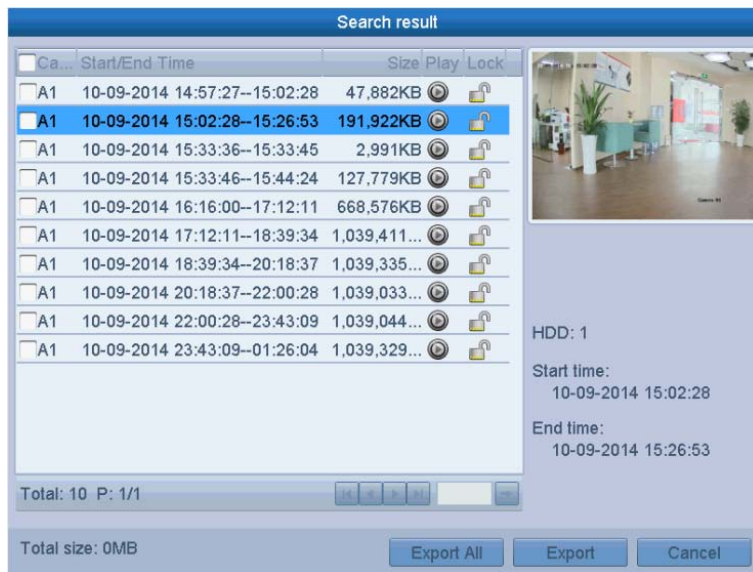 Search result
Ca... Start/End Time Size Play Lock
A1 10-09-2014 14:57:27--15:02:28 47,882KB
A1 10-09-2014 15:02:28--15:26:53 191,922KB
A1 10-09-2014 15:33:36--15:33:45 2,991KB
A1 10-09-2014 15:33:46--15:44:24 127,779KB
A1 10-09-2014 16:16:00--17:12:11 668,576KB
A1 10-09-2014 17:12:11--18:39:34 1,039,411...
A1 10-09-2014 18:39:34--20:18:37 1,039,335...
A1 10-09-2014 20:18:37--22:00:28 1,039,033...
A1 10-09-2014 22:00:28--23:43:09 1,039,044...
A1 10-09-2014 23:43:09--01:26:04 1,039,329...
HDD: 1
Start time:
10-09-2014 15:02:28
End time:
10-09-2014 15:26:53
Total: 10 P: 1/1
Total size: 0MB
Export All
Export
Cancel